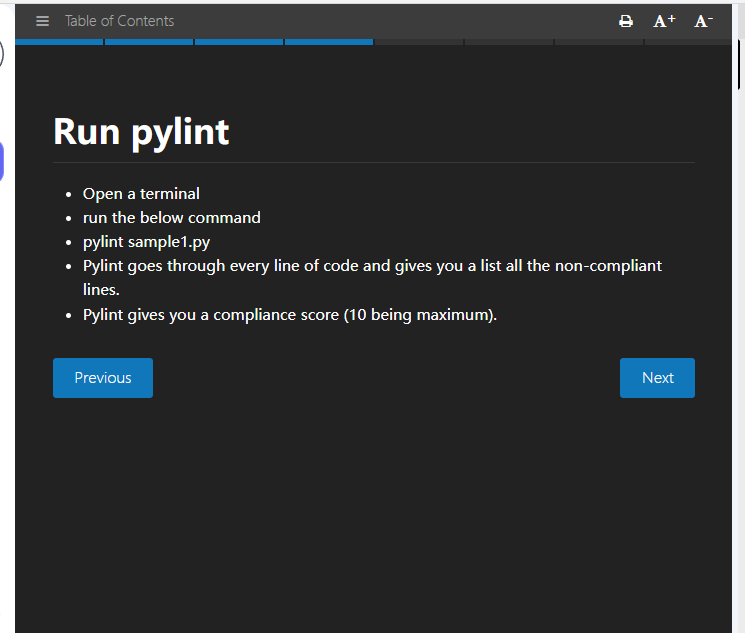 Table of Contents
A+ A-
Run pylint
Open a terminal
run the below command
pylint sample1.py
Pylint goes through every line of code and gives you a list all the non-compliant
lines.
Pylint gives you a compliance score (10 being maximum).
Previous
Next